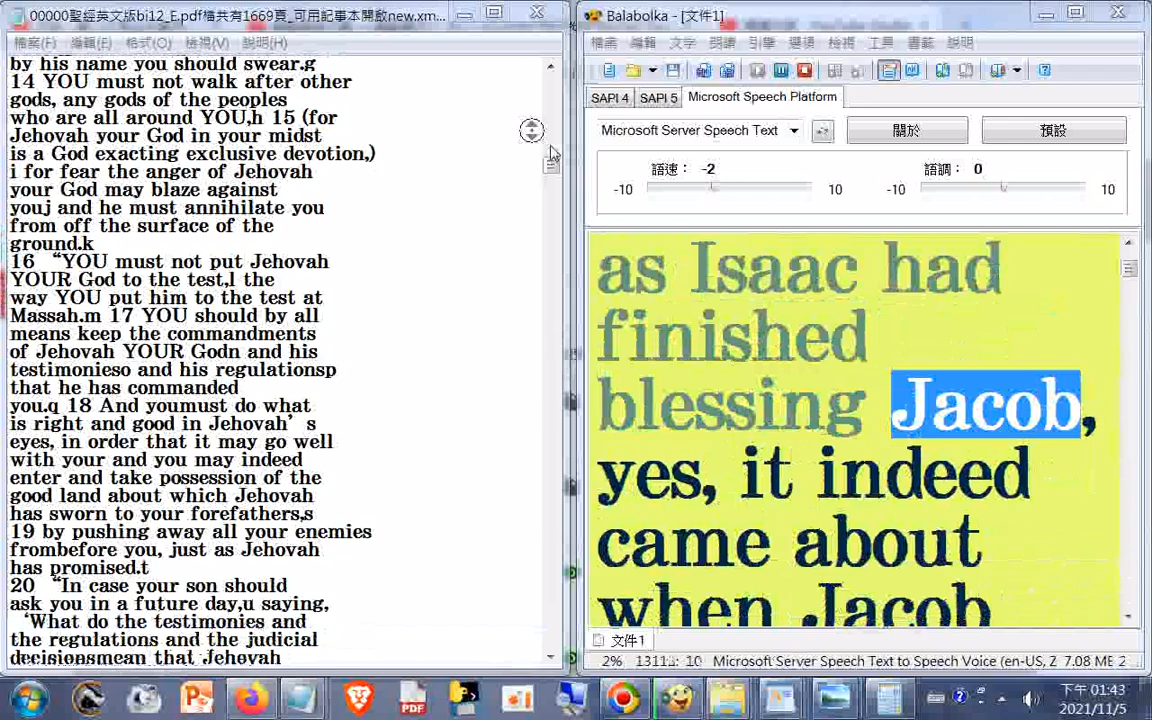 00000聖經英文版bi12_E.pdf檔共有1669頁_可用記事本開啟new.xm...
檔案(F) 編輯(E) 格式(O) 檢視(V) 說明(H)
by his name you should swear.g
14 YOU must not walk after other
gods, any gods of the peoples
who are all around YOU,h 15 (for
Jehovah your God in your midst
is a God exacting exclusive devotion,)
i for fear the anger of Jehovah
your God may blaze against
youj and he must annihilate you
from off the surface of the
ground.k
16 “YOU must not put Jehovah
YOUR God to the test,l the
way YOU put him to the test at
Massah.m 17 YOU should by all
means keep the commandments
of Jehovah YOUR Godn and his
testimonieso and his regulationsp
that he has commanded
you.q 18 And youmust do what
is right and good in Jehovah’s
eyes, in order that it may go well
with your and you may indeed
enter and take possession of the
good land about which Jehovah
has sworn to your forefathers,s
19 by pushing away all your enemies
frombefore you, just as Jehovah
has promised.t
20 “In case your son should
ask you in a future day,u saying,
‘What do the testimonies and
the regulations and the judicial
decisionsmean that Jehovah
Balabolka - [文件1]
檔案 編輯 文字 朗讀 引擎 選項 檢視 工具 書籤 說明
SAPI 4 SAPI 5 Microsoft Speech Platform
Microsoft Server Speech Text 關於 預設
語速： -2 語調： 0
-10 10 -10 10
as Isaac had
finished
blessing Jacob,
yes, it indeed
came about
when Jacob
文件1
2% 1311: 10 Microsoft Server Speech Text to Speech Voice (en-US, Z 7.08 MB 2
PDF
下午 01:43
2021/11/5